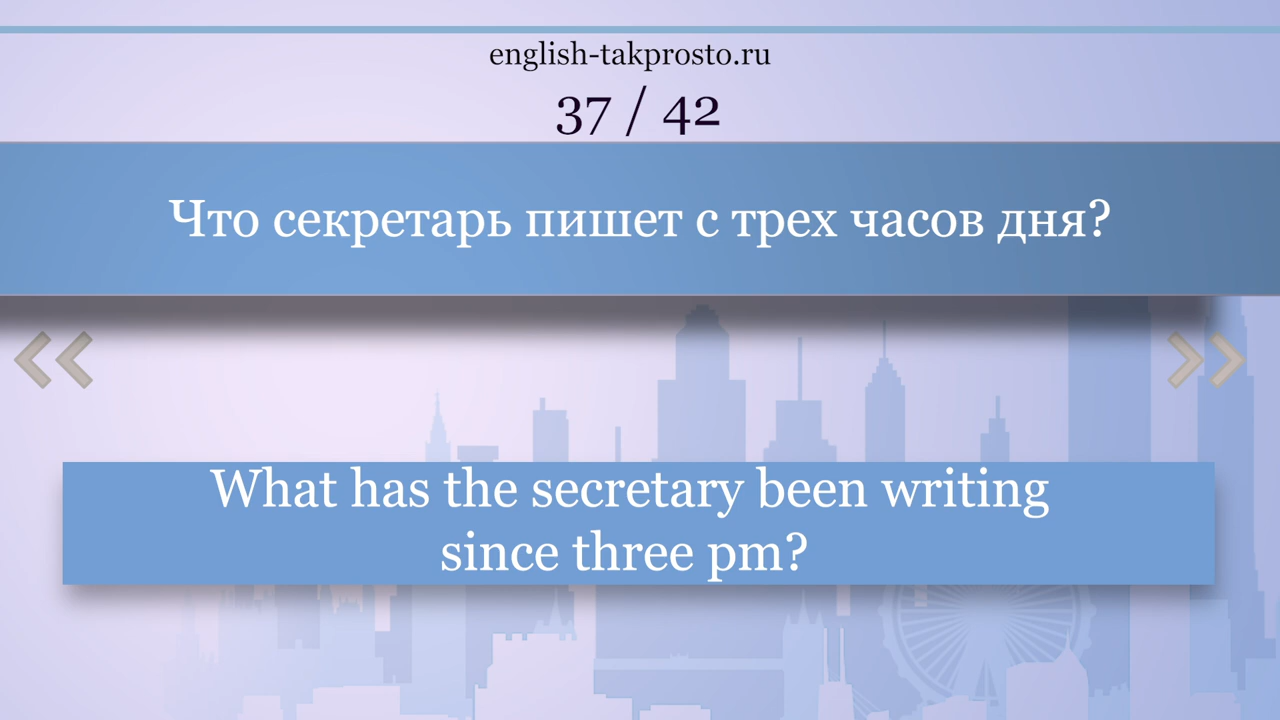 english-takprosto.ru
37 / 42
Что секретарь пишет с трех часов дня?
What has the secretary been writing
since three pm?